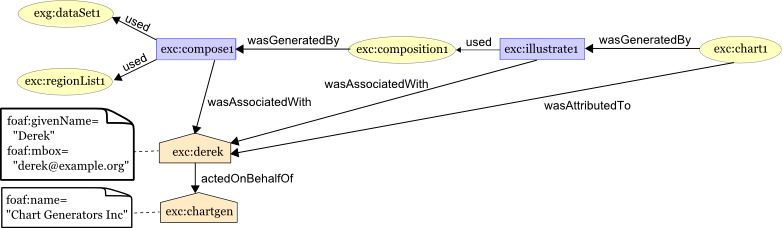 exg:dataSet1
used
exc:compose1
wasGeneratedBy
exc:composition1
used
exc:illustrate1
wasGeneratedBy
exc:chart1
used
exc:regionList1
wasAssociatedWith
wasAssociatedWith
wasAttributedTo
foaf:givenName=
"Derek"
foaf:mbox=
"derek@example.org"
exc:derek
actedOnBehalfOf
foaf:name=
"Chart Generators Inc"
exc:chartgen